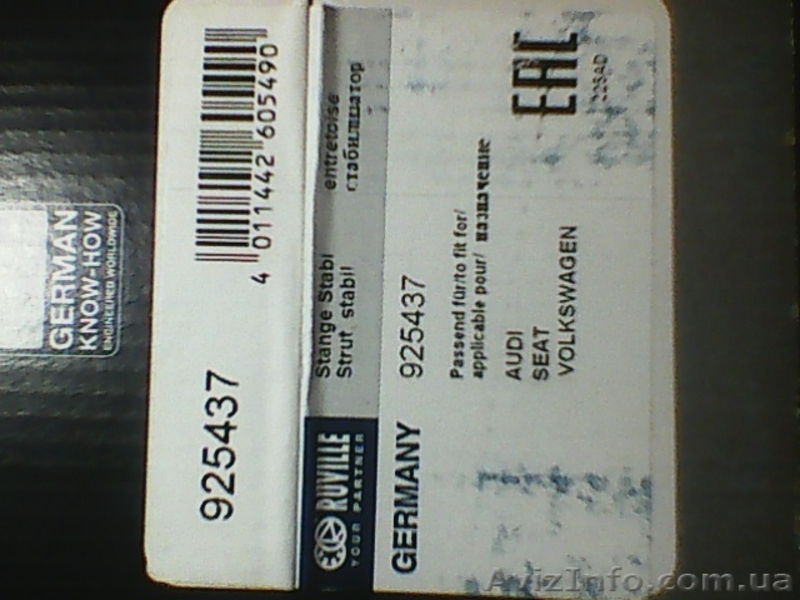 GERMAN
KNOW-HOW
ENGINEERED WORLDWIDE
925437
4 011442 605490
RUVILLE
YOUR PARTNER
Stange Stabi
entretoise
Strut, stabil
стабилизатор
GERMANY
925437
Passend für/to fit for/
applicable pour/ назначение
AUDI
SEAT
VOLKSWAGEN
EAC
AvizInfo.com.ua